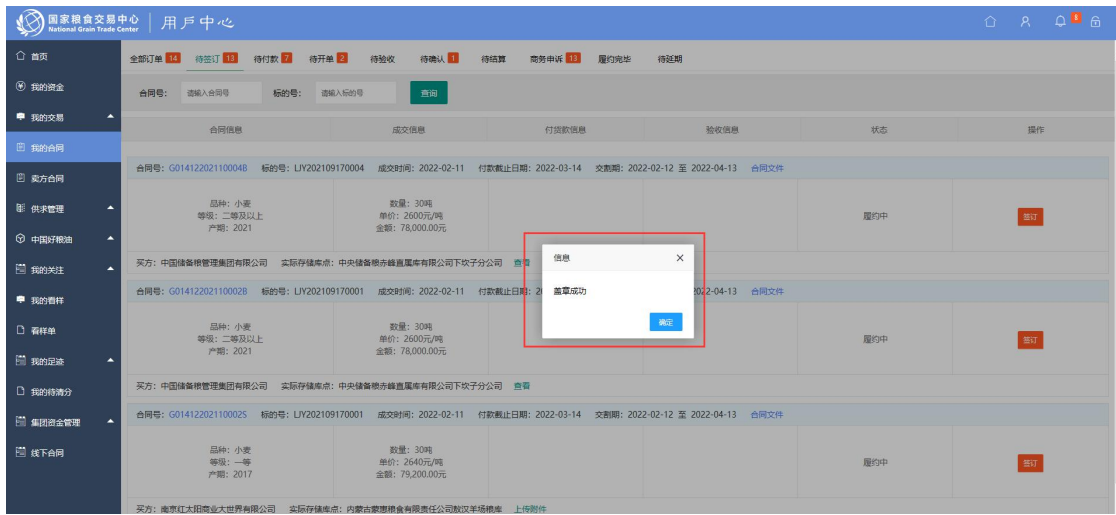 国家粮食交易中心 用户中心
National Grain Trade Center
8
首页
我的资金
我的交易
我的合同
卖方合同
供求管理
中国好粮油
我的关注
我的看样
看样单
我的足迹
我的待清分
集团资金管理
线下合同
全部订单 14 待签订 13 待付款 7 待开单 2 待验收 待确认 1 待结算 商务申诉 13 履约完毕 待延期
合同号: 请输入合同号 标的号: 请输入标的号 查询
合同信息 成交信息 付货款信息 验收信息 状态 操作
合同号: G01412202110004B 标的号: LJY202109170004 成交时间: 2022-02-11 付款截止日期: 2022-03-14 交割期: 2022-02-12 至 2022-04-13 合同文件
品种: 小麦 数量: 30吨
等级: 二等及以上 单价: 2600元/吨 履约中 签订
产期: 2021 金额: 78,000.00元
买方: 中国储备粮管理集团有限公司 实际存储库点: 中央储备粮赤峰直属库有限公司下坎子分公司 查看
合同号: G01412202110002B 标的号: LJY202109170001 成交时间: 2022-02-11 付款截止日期: 2 022-04-13 合同文件
品种: 小麦 数量: 30吨
等级: 二等及以上 单价: 2600元/吨 履约中 签订
产期: 2021 金额: 78,000.00元
买方: 中国储备粮管理集团有限公司 实际存储库点: 中央储备粮赤峰直属库有限公司下坎子分公司 查看
合同号: G01412202110002S 标的号: LJY202109170001 成交时间: 2022-02-11 付款截止日期: 2022-03-14 交割期: 2022-02-12 至 2022-04-13 合同文件
品种: 小麦 数量: 30吨
等级: 一等 单价: 2640元/吨 履约中 签订
产期: 2017 金额: 79,200.00元
买方: 南京红太阳商业大世界有限公司 实际存储库点: 内蒙古蒙惠粮食有限责任公司敖汉羊场粮库 上传附件
信息
盖章成功
确定